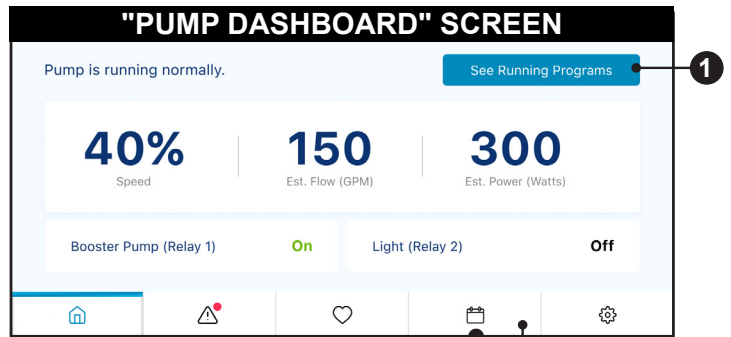 "PUMP DASHBOARD" SCREEN
Pump is running normally.
See Running Programs
1
40%
150
300
Speed
Est. Flow (GPM)
Est. Power (Watts)
Booster Pump (Relay 1)
On
Light (Relay 2)
Off